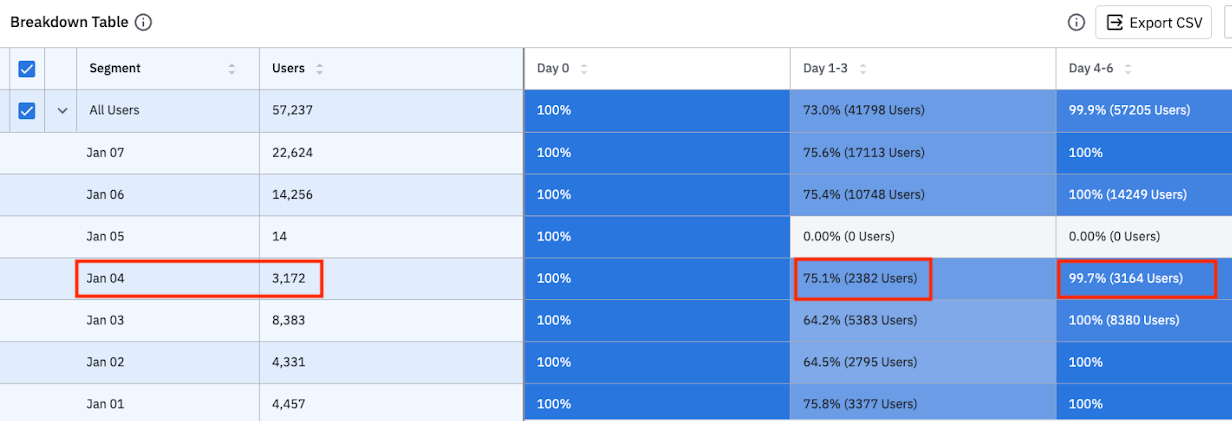 Breakdown Table
Export CSV
Segment Users Day 0 Day 1-3 Day 4-6
All Users 57,237 100% 73.0% (41798 Users) 99.9% (57205 Users)
Jan 07 22,624 100% 75.6% (17113 Users) 100%
Jan 06 14,256 100% 75.4% (10748 Users) 100% (14249 Users)
Jan 05 14 100% 0.00% (0 Users) 0.00% (0 Users)
Jan 04 3,172 100% 75.1% (2382 Users) 99.7% (3164 Users)
Jan 03 8,383 100% 64.2% (5383 Users) 100% (8380 Users)
Jan 02 4,331 100% 64.5% (2795 Users) 100%
Jan 01 4,457 100% 75.8% (3377 Users) 100%